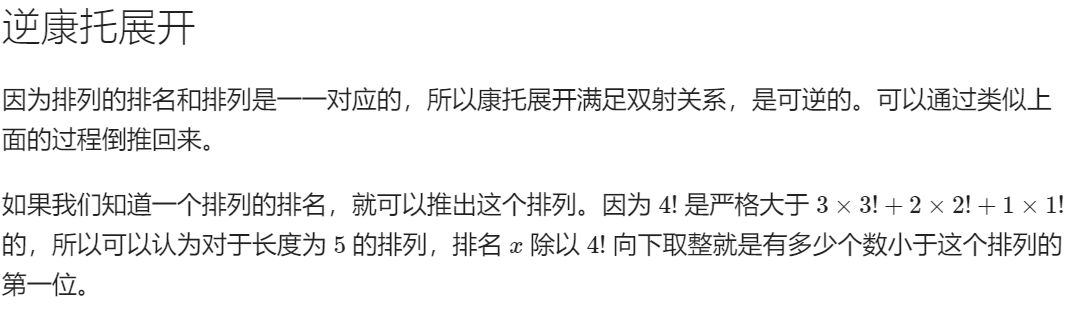 逆康托展开
因为排列的排名和排列是一一对应的，所以康托展开满足双射关系，是可逆的。可以通过类似上
面的过程倒推回来。
如果我们知道一个排列的排名，就可以推出这个排列。因为 4! 是严格大于 3 × 3! + 2 × 2! + 1 × 1!
的，所以可以认为对于长度为 5 的排列，排名 x 除以 4! 向下取整就是有多少个数小于这个排列的
第一位。